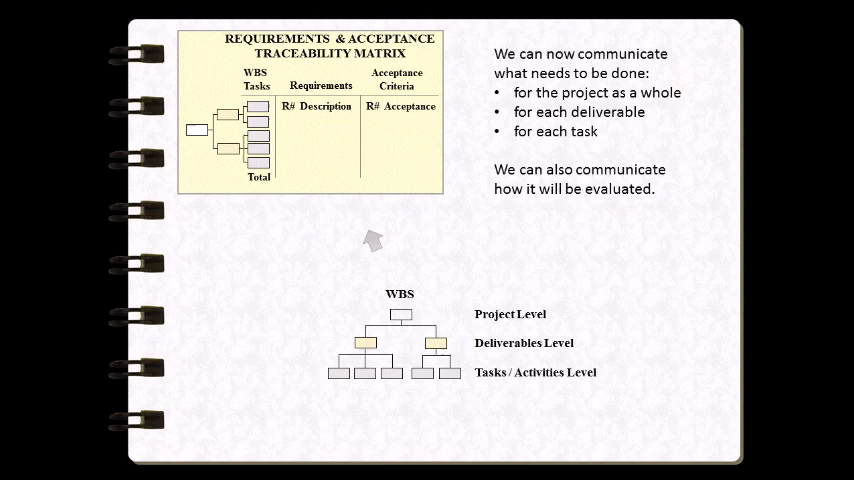 REQUIREMENTS & ACCEPTANCE
TRACEABILITY MATRIX
WBS
Tasks
Requirements
Acceptance
Criteria
R# Description
R# Acceptance
Total
We can now communicate
what needs to be done:
• for the project as a whole
• for each deliverable
• for each task
We can also communicate
how it will be evaluated.
WBS
Project Level
Deliverables Level
Tasks / Activities Level